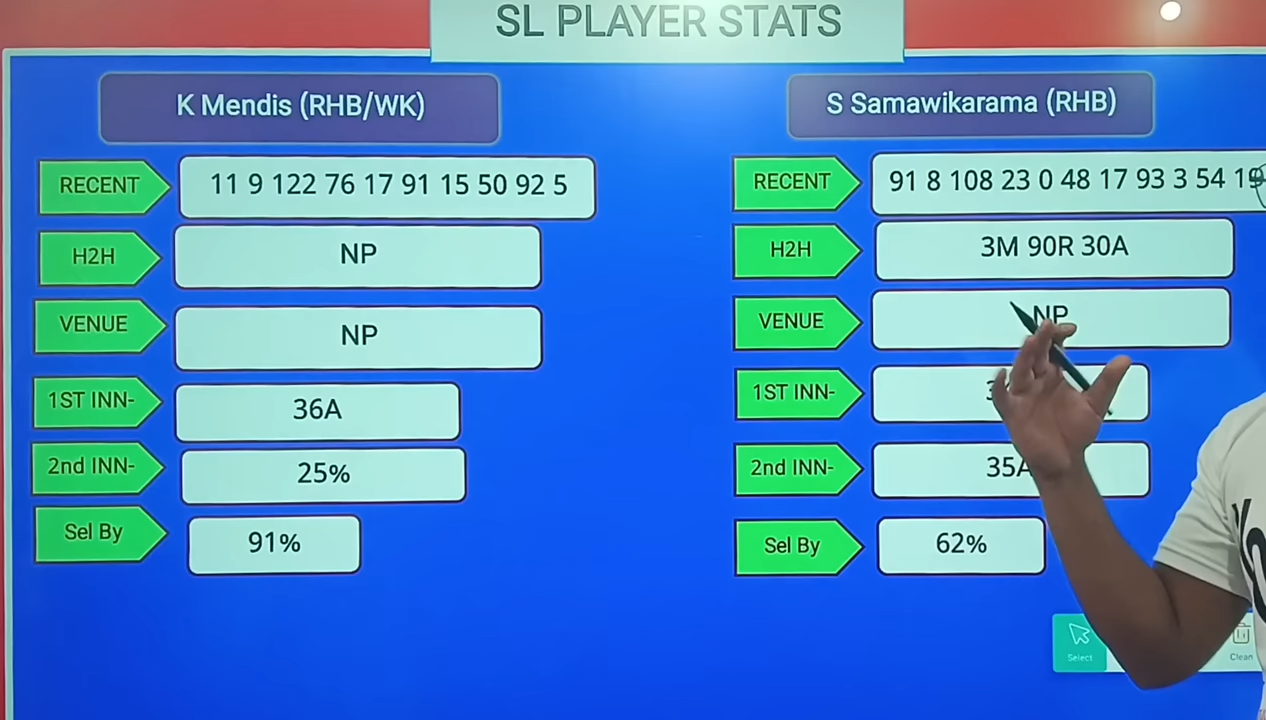 SL PLAYER STATS
K Mendis (RHB/WK)
RECENT 11 9 122 76 17 91 15 50 92 5
H2H NP
VENUE NP
1ST INN- 36A
2nd INN- 25%
Sel By 91%
S Samawikarama (RHB)
RECENT 91 8 108 23 0 48 17 93 3 54 19
H2H 3M 90R 30A
VENUE NP
1ST INN-
2nd INN- 35A
Sel By 62%
Select
Clean